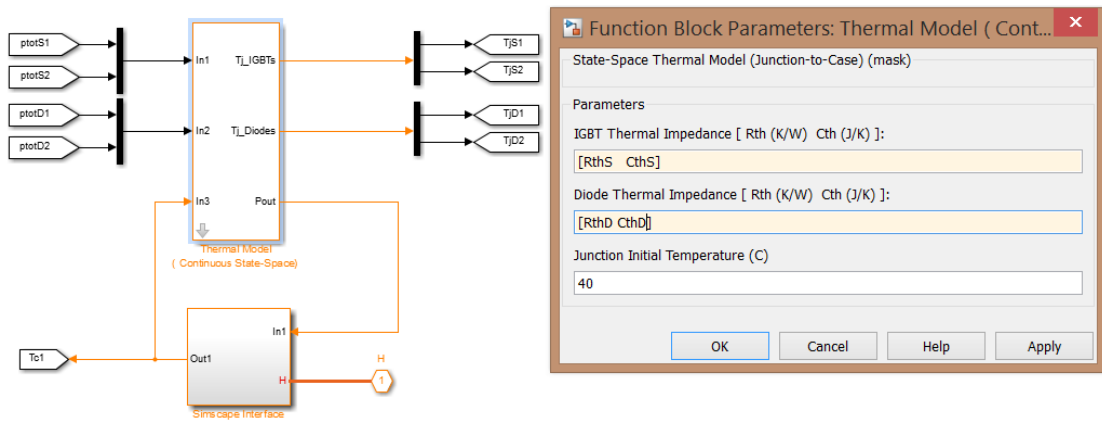 ptotS1
ptotS2
ptotD1
ptotD2
In1
In2
In3
Tj_IGBTs
Tj_Diodes
Pout
TjS1
TjS2
TjD1
TjD2
Thermal Model
( Continuous State-Space)
Tc1
In1
Out1
H
H
1
Simscape Interface
Function Block Parameters: Thermal Model ( Cont...
State-Space Thermal Model (Junction-to-Case) (mask)
Parameters
IGBT Thermal Impedance [ Rth (K/W)  Cth (J/K) ]:
[RthS   CthS]
Diode Thermal Impedance [ Rth (K/W)  Cth (J/K) ]:
[RthD CthD]
Junction Initial Temperature (C)
40
OK
Cancel
Help
Apply